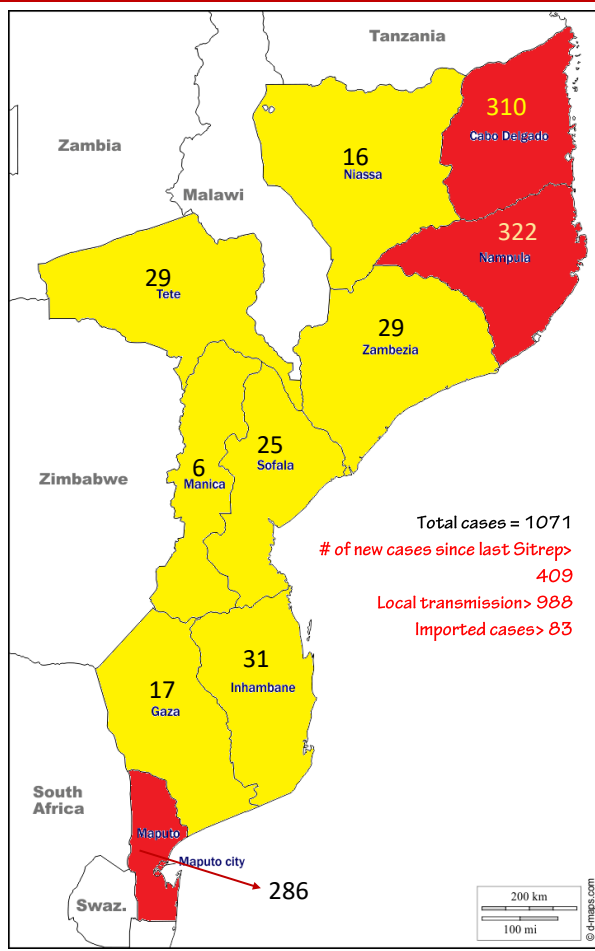 Tanzania
310
Cabo Delgado
Zambia
16
Niassa
Malawi
322
Nampula
29
Tete
29
Zambezia
25
Sofala
6
Manica
Zimbabwe
Total cases = 1071
# of new cases since last Sitrep>
409
Local transmission> 988
Imported cases> 83
31
Inhambane
17
Gaza
South
Africa
Maputo
Maputo city
286
Swaz.
200 km
100 mi
© d-maps.com